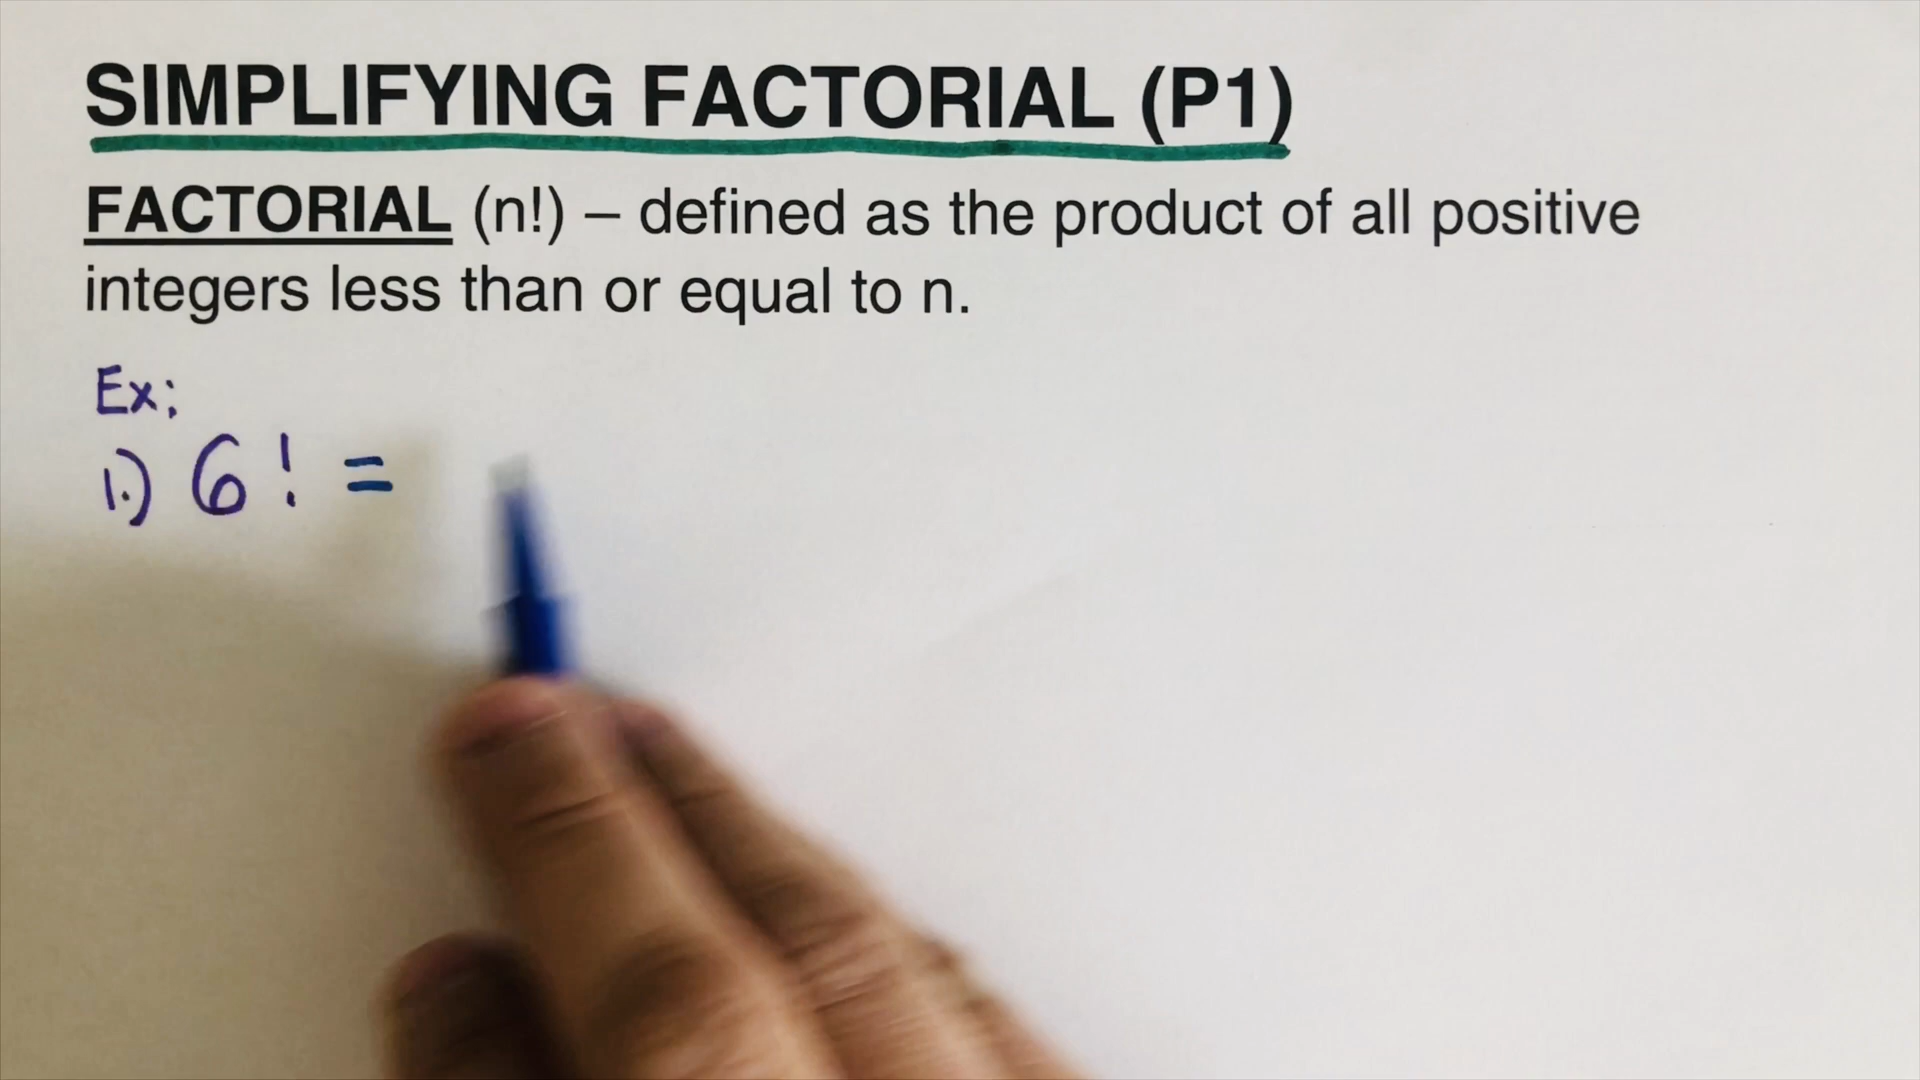 SIMPLIFYING FACTORIAL (P1)
FACTORIAL (n!) – defined as the product of all positive
integers less than or equal to n.
Ex:
1.) 6! =